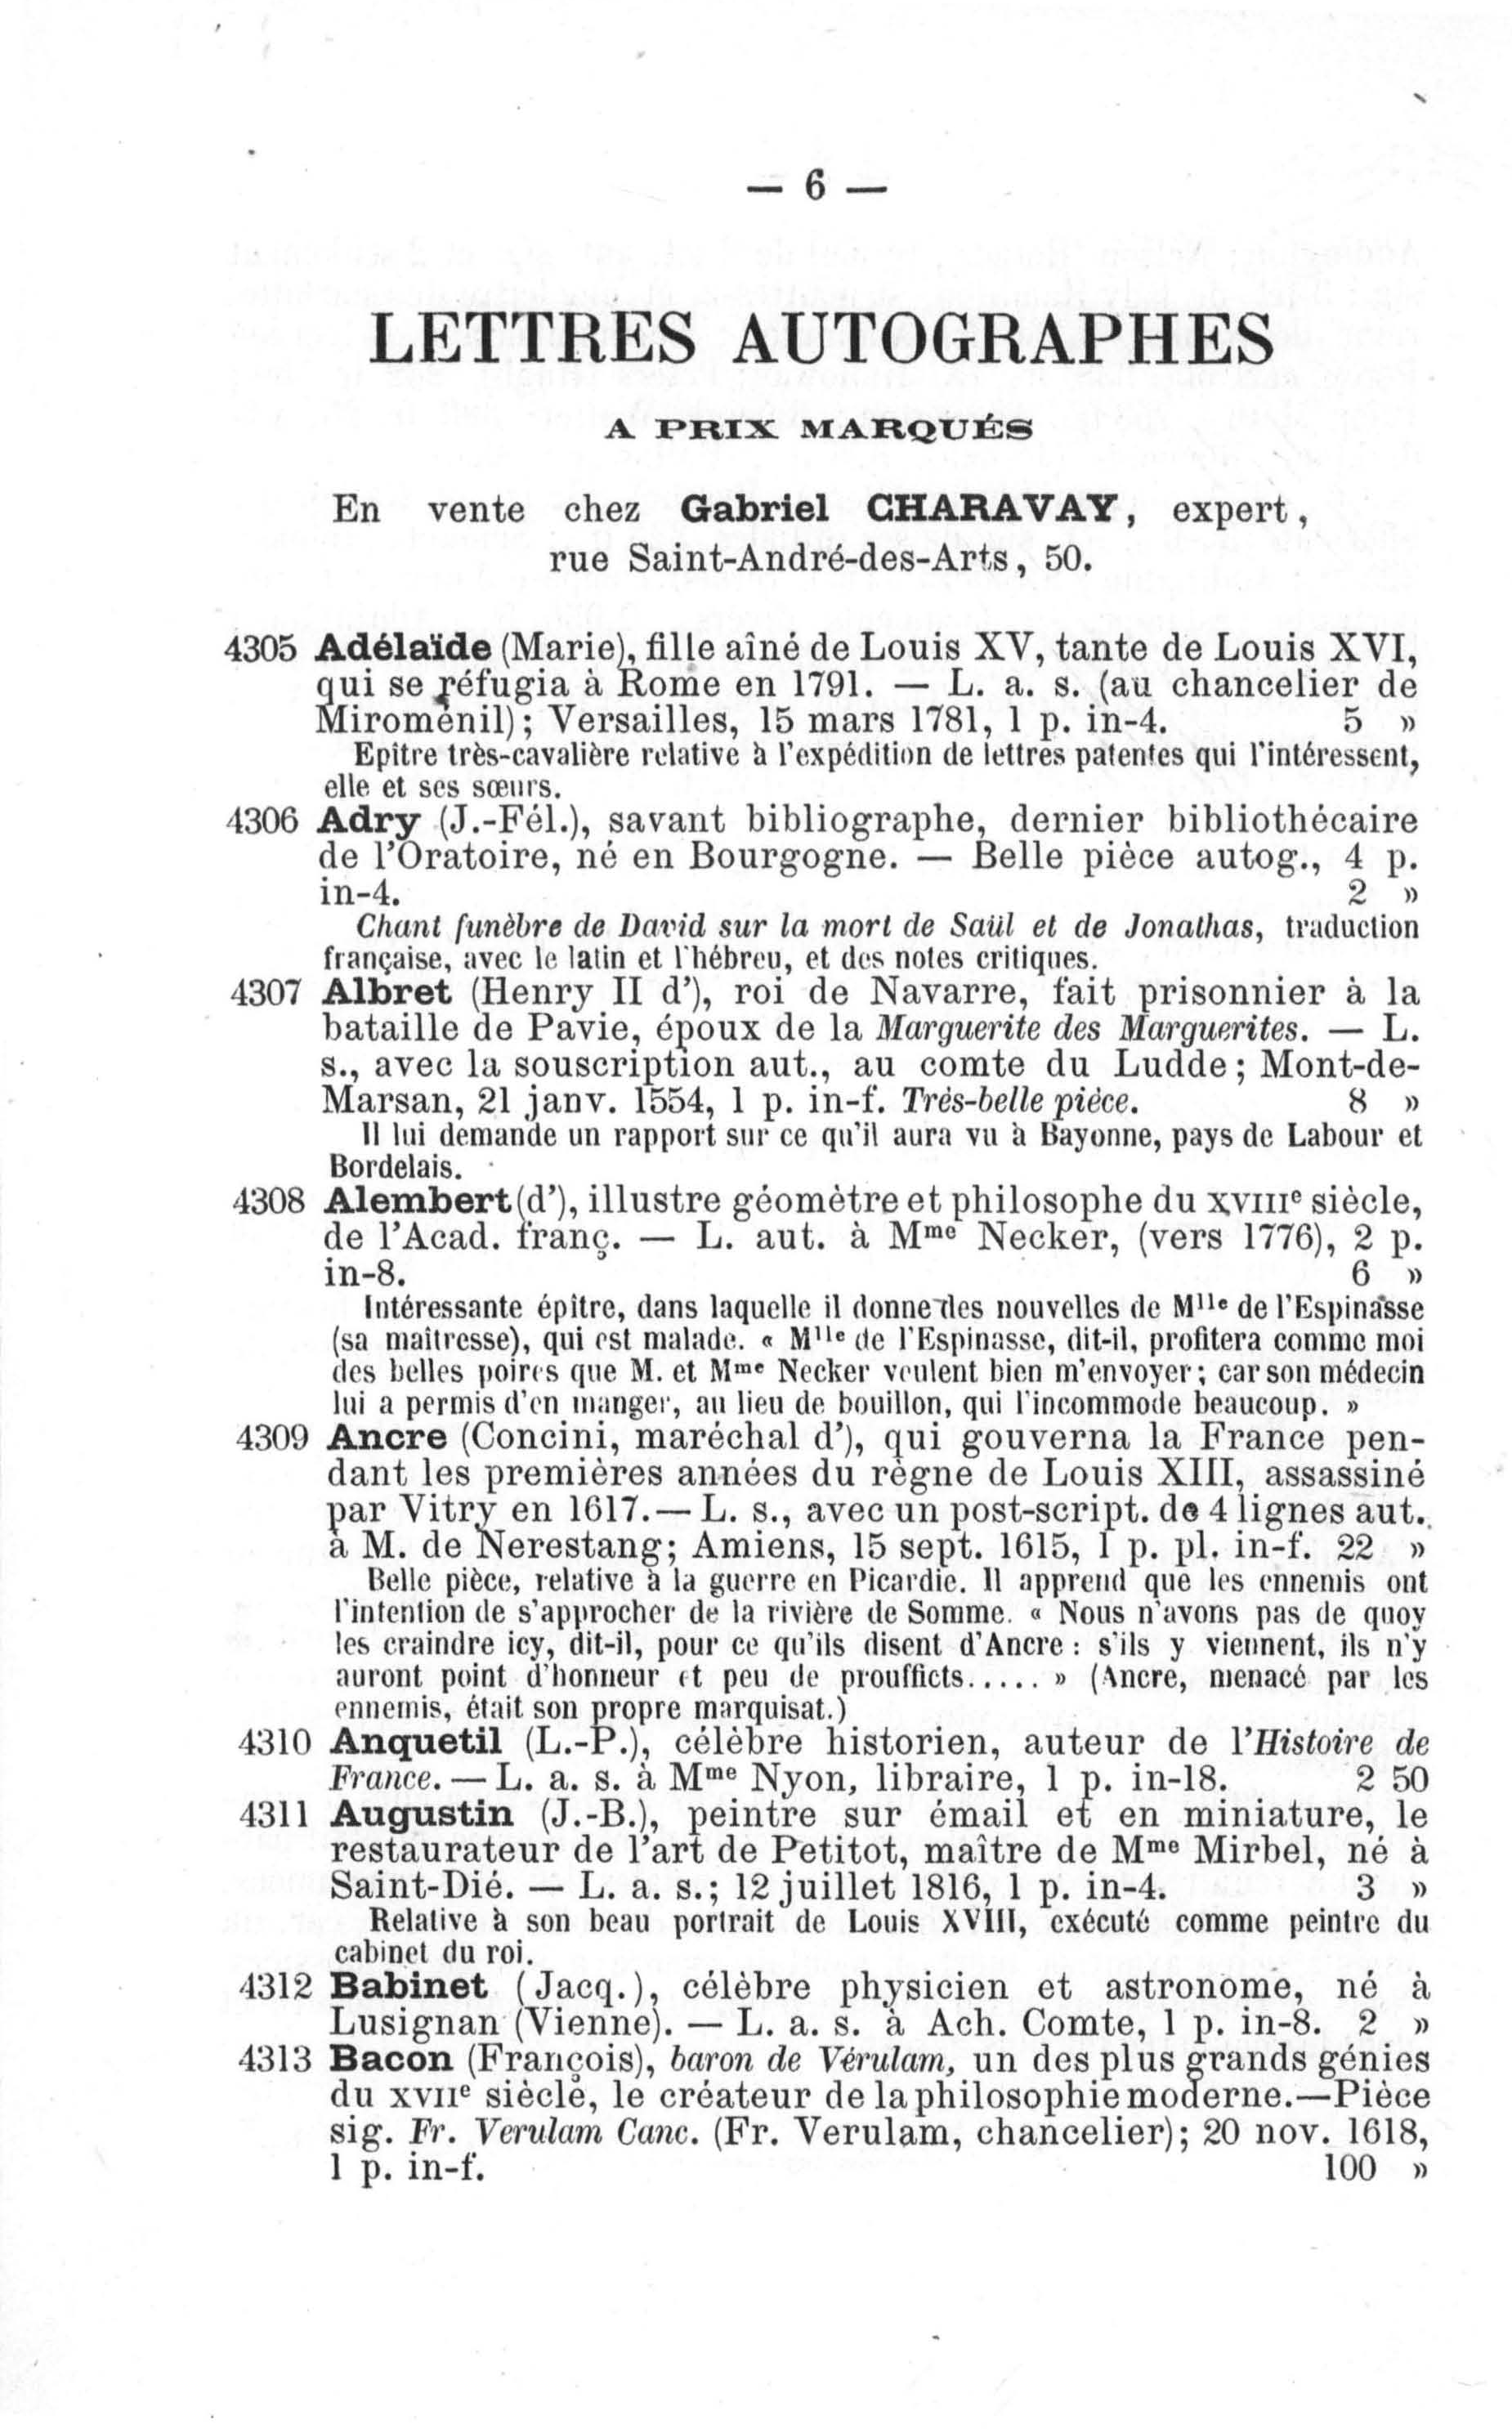 — 6 —
LETTRES AUTOGRAPHES
A PRIX MARQUÉS
En vente chez Gabriel CHARAVAY, expert,
rue Saint-André-des-Arts, 50.
4305 Adélaïde (Marie), fille aîné de Louis XV, tante de Louis XVI,
qui se réfugia à Rome en 1791. — L. a. s. (au chancelier de
Miroménil); Versailles, 15 mars 1781, 1 p. in-4. 5 »
Epître très-cavalière relative à l'expédition de lettres patentes qui l'intéressent,
elle et ses sœurs.
4306 Adry (J.-Fél.), savant bibliographe, dernier bibliothécaire
de l'Oratoire, né en Bourgogne. — Belle pièce autog., 4 p.
in-4. 2 »
Chant funèbre de David sur la mort de Saül et de Jonathas, traduction
française, avec le latin et l'hébreu, et des notes critiques.
4307 Albret (Henry II d'), roi de Navarre, fait prisonnier à la
bataille de Pavie, époux de la Marguerite des Marguerites. — L.
s., avec la souscription aut., au comte du Ludde; Mont-de-
Marsan, 21 janv. 1554, 1 p. in-f. Très-belle pièce. 8 »
Il lui demande un rapport sur ce qu'il aura vu à Bayonne, pays de Labour et
Bordelais.
4308 Alembert (d'), illustre géomètre et philosophe du XVIIIe siècle,
de l'Acad. franç. — L. aut. à Mme Necker, (vers 1776), 2 p.
in-8. 6 »
Intéressante épître, dans laquelle il donne des nouvelles de Mlle de l'Espinasse
(sa maîtresse), qui est malade. « Mlle de l'Espinasse, dit-il, profitera comme moi
des belles poires que M. et Mme Necker veulent bien m'envoyer; car son médecin
lui a permis d'en manger, au lieu de bouillon, qui l'incommode beaucoup. »
4309 Ancre (Concini, maréchal d'), qui gouverna la France pen-
dant les premières années du règne de Louis XIII, assassiné
par Vitry en 1617. — L. s., avec un post-script. de 4 lignes aut.,
à M. de Nerestang; Amiens, 15 sept. 1615, 1 p. pl. in-f. 22 »
Belle pièce, relative à la guerre en Picardie. Il apprend que les ennemis ont
l'intention de s'approcher de la rivière de Somme. « Nous n'avons pas de quoy
les craindre icy, dit-il, pour ce qu'ils disent d'Ancre : s'ils y viennent, ils n'y
auront point d'honneur et peu de proufficts..... » (Ancre, menacé par les
ennemis, était son propre marquisat.)
4310 Anquetil (L.-P.), célèbre historien, auteur de l'Histoire de
France. — L. a. s. à Mme Nyon, libraire, 1 p. in-18. 2 50
4311 Augustin (J.-B.), peintre sur émail et en miniature, le
restaurateur de l'art de Petitot, maître de Mme Mirbel, né à
Saint-Dié. — L. a. s.; 12 juillet 1816, 1 p. in-4. 3 »
Relative à son beau portrait de Louis XVIII, exécuté comme peintre du
cabinet du roi.
4312 Babinet (Jacq.), célèbre physicien et astronome, né à
Lusignan (Vienne). — L. a. s. à Ach. Comte, 1 p. in-8. 2 »
4313 Bacon (François), baron de Vérulam, un des plus grands génies
du XVIIe siècle, le créateur de la philosophie moderne. — Pièce
sig. Fr. Verulam Canc. (Fr. Verulam, chancelier); 20 nov. 1618,
1 p. in-f. 100 »